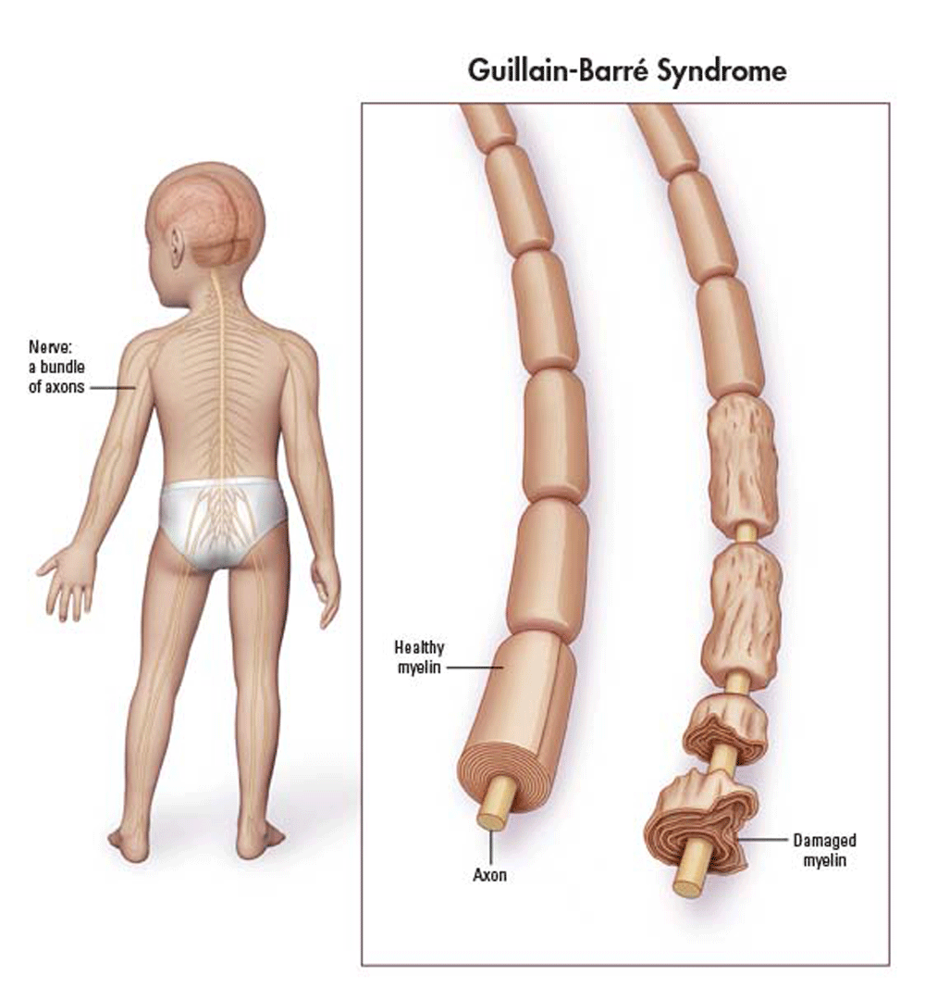 Guillain-Barré Syndrome
Nerve:
a bundle
of axons
Healthy
myelin
Axon
Damaged
myelin